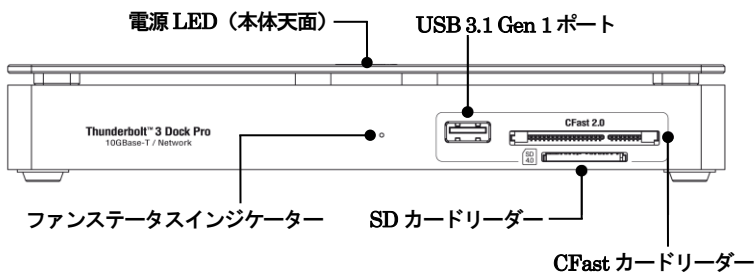 電源 LED（本体天面）
USB 3.1 Gen 1 ポート
Thunderbolt™ 3 Dock Pro
10GBase-T / Network
CFast 2.0
SD
4.0
ファンステータスインジケーター
SD カードリーダー
CFast カードリーダー